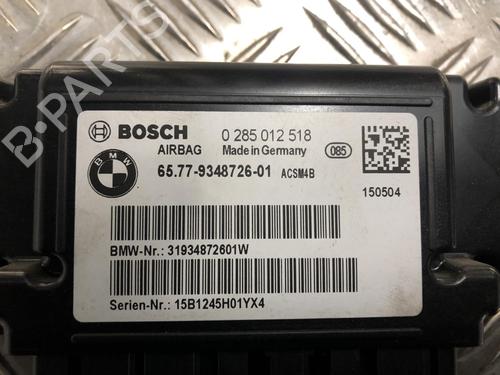 BOSCH 0 285 012 518
AIRBAG Made in Germany 085
BMW 65.77-9348726-01 ACSM4B
150504
BMW-Nr.: 31934872601W
Serien-Nr.: 15B1245H01YX4